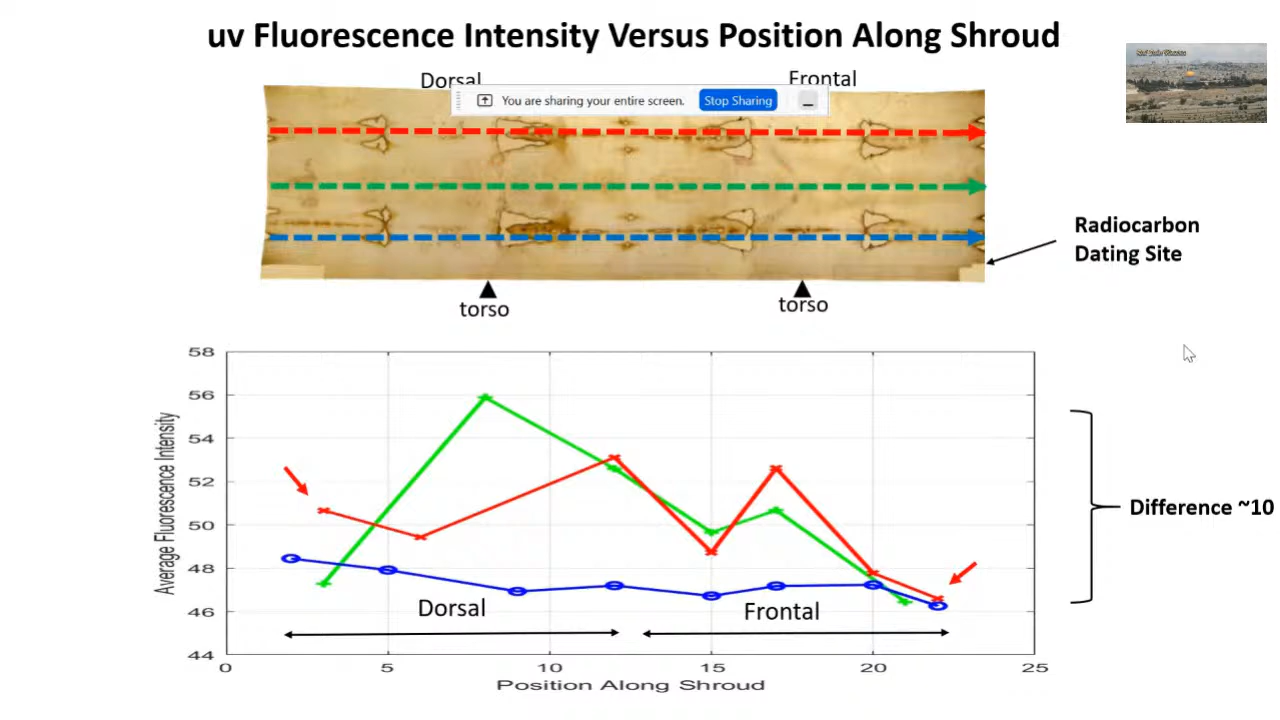 uv Fluorescence Intensity Versus Position Along Shroud
Dorsal
Frontal
You are sharing your entire screen.
Stop Sharing
Radiocarbon
Dating Site
torso
torso
58
56
54
52
50
48
46
44
Average Fluorescence Intensity
Difference ~10
Dorsal
Frontal
0
5
10
15
20
25
Position Along Shroud